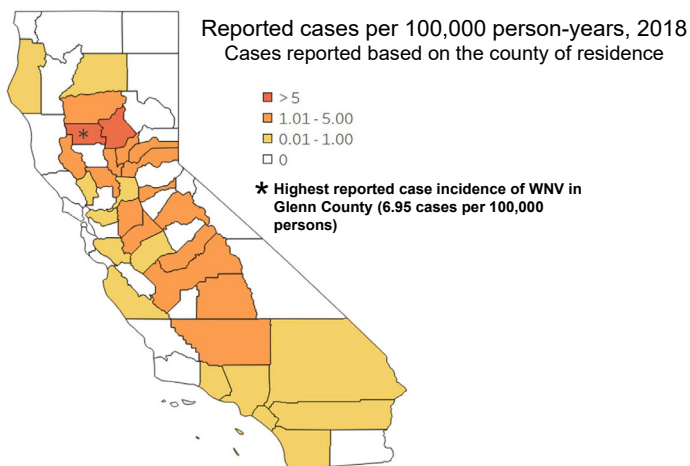 Reported cases per 100,000 person-years, 2018
Cases reported based on the county of residence
> 5
1.01 - 5.00
0.01 - 1.00
0
* Highest reported case incidence of WNV in
Glenn County (6.95 cases per 100,000
persons)
*